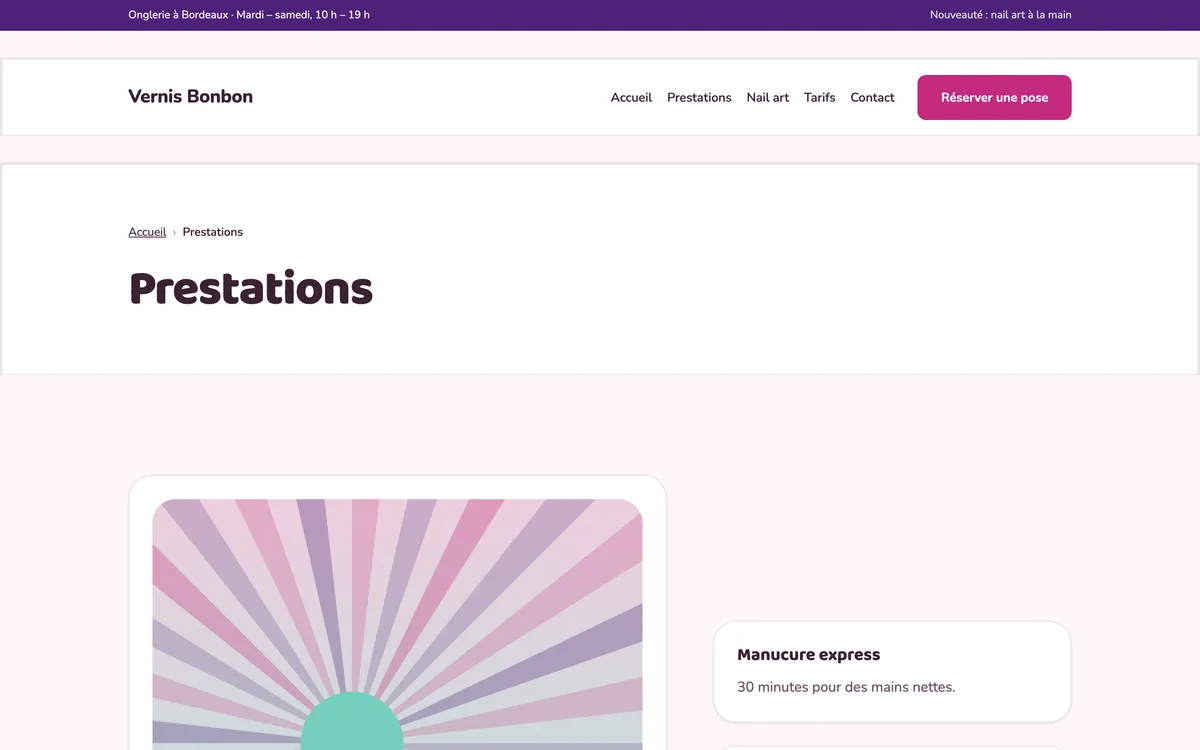 Onglerie à Bordeaux · Mardi – samedi, 10 h – 19 h
Nouveauté : nail art à la main
Vernis Bonbon
Accueil
Prestations
Nail art
Tarifs
Contact
Réserver une pose
Accueil › Prestations
Prestations
Manucure express
30 minutes pour des mains nettes.